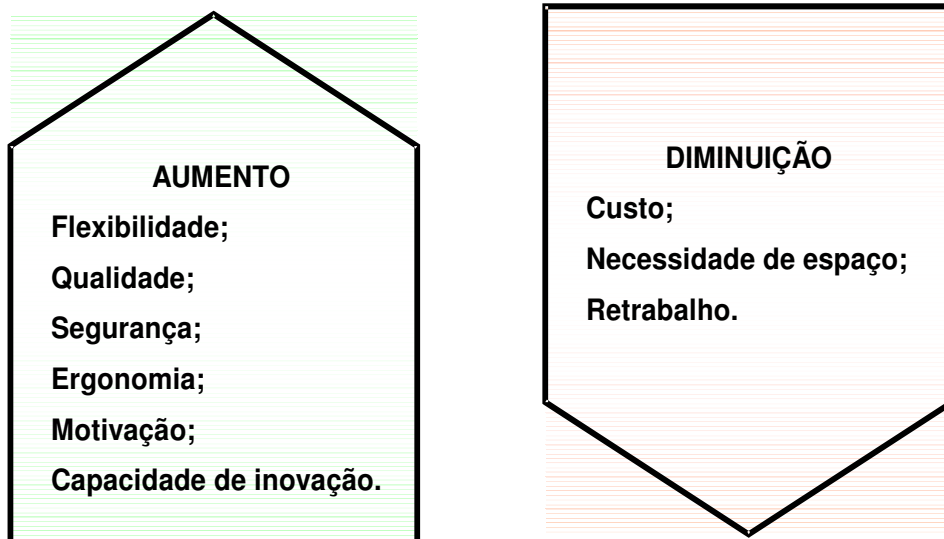 AUMENTO
Flexibilidade;
Qualidade;
Segurança;
Ergonomia;
Motivação;
Capacidade de inovação.
DIMINUIÇÃO
Custo;
Necessidade de espaço;
Retrabalho.